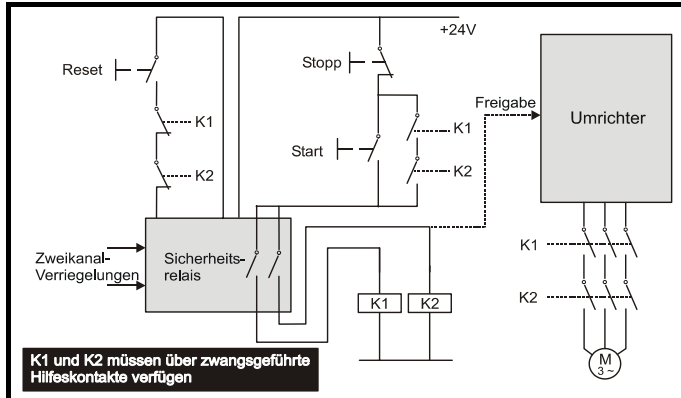 +24V
Reset
Stopp
Freigabe
Umrichter
K1
K1
Start
K2
K2
Zweikanal-
Verriegelungen
Sicherheits-
relais
K1
K2
K1
K2
M
3 ~
K1 und K2 müssen über zwangsgeführte
Hilfeskontakte verfügen